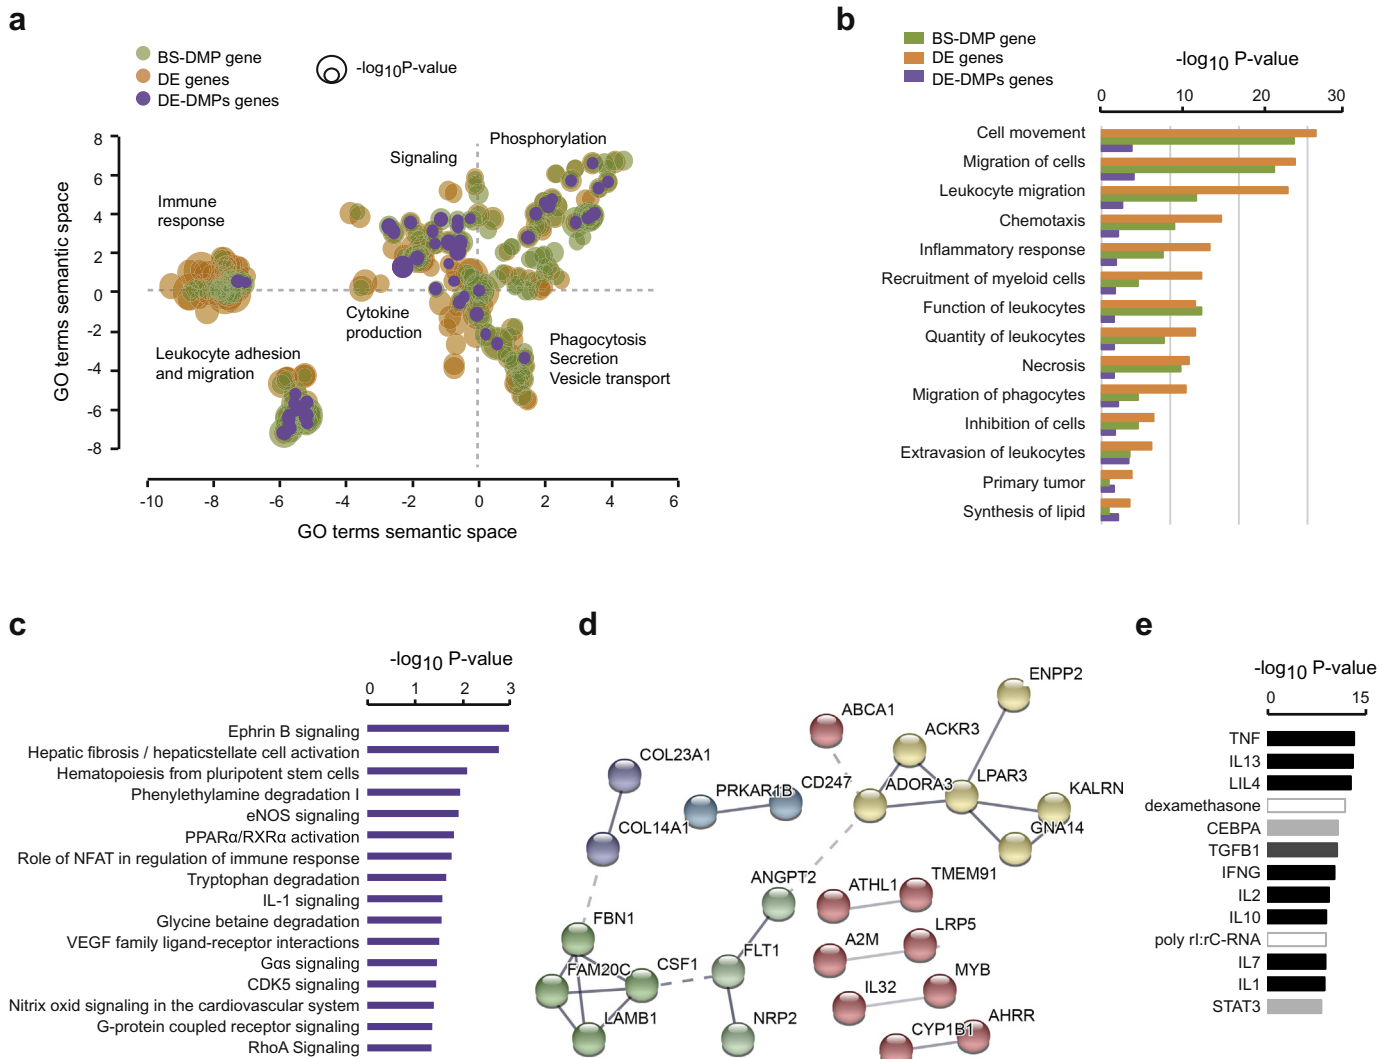 a
BS-DMP gene
DE genes
DE-DMPs genes
-log10P-value
8
6
4
2
0
-2
-4
-6
-8
GO terms semantic space
Phosphorylation
Signaling
Immune
response
Cytokine
production
Leukocyte adhesion
and migration
Phagocytosis
Secretion
Vesicle transport
-10
-8
-6
-4
-2
0
2
4
6
GO terms semantic space
b
BS-DMP gene
DE genes
DE-DMPs genes
-log10 P-value
0
10
20
30
Cell movement
Migration of cells
Leukocyte migration
Chemotaxis
Inflammatory response
Recruitment of myeloid cells
Function of leukocytes
Quantity of leukocytes
Necrosis
Migration of phagocytes
Inhibition of cells
Extravasion of leukocytes
Primary tumor
Synthesis of lipid
c
-log10 P-value
0
1
2
3
Ephrin B signaling
Hepatic fibrosis / hepaticstellate cell activation
Hematopoiesis from pluripotent stem cells
Phenylethylamine degradation I
eNOS signaling
PPARα/RXRα activation
Role of NFAT in regulation of immune response
Tryptophan degradation
IL-1 signaling
Glycine betaine degradation
VEGF family ligand-receptor interactions
Gαs signaling
CDK5 signaling
Nitrix oxid signaling in the cardiovascular system
G-protein coupled receptor signaling
RhoA Signaling
d
ENPP2
ABCA1
ACKR3
COL23A1
CD247
PRKAR1B
ADORA3
LPAR3
KALRN
COL14A1
GNA14
ANGPT2
ATHL1
TMEM91
FBN1
LRP5
A2M
FLT1
FAM20C
CSF1
MYB
IL32
LAMB1
NRP2
AHRR
CYP1B1
e
-log10 P-value
0
15
TNF
IL13
LIL4
dexamethasone
CEBPA
TGFB1
IFNG
IL2
IL10
poly rI:rC-RNA
IL7
IL1
STAT3